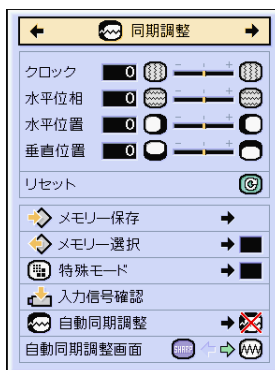 同期調整
クロック 0 - +
水平位相 0 - +
水平位置 0 - +
垂直位置 0 - +
リセット
メモリー保存
メモリー選択
特殊モード
入力信号確認
自動同期調整
自動同期調整画面 SHARP